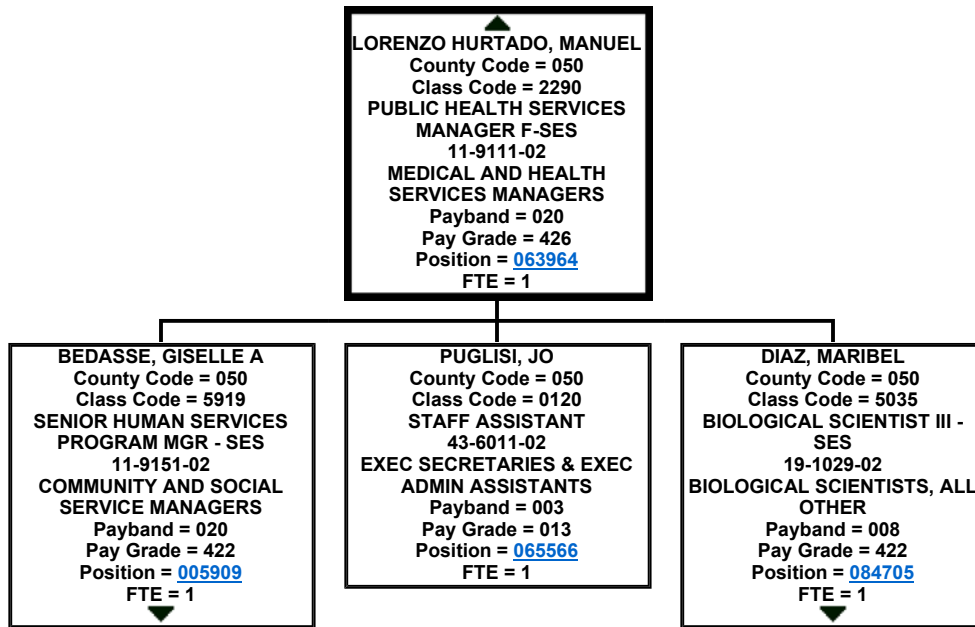 LORENZO HURTADO, MANUEL
County Code = 050
Class Code = 2290
PUBLIC HEALTH SERVICES
MANAGER F-SES
11-9111-02
MEDICAL AND HEALTH
SERVICES MANAGERS
Payband = 020
Pay Grade = 426
Position = 063964
FTE = 1
BEDASSE, GISELLE A
County Code = 050
Class Code = 5919
SENIOR HUMAN SERVICES
PROGRAM MGR - SES
11-9151-02
COMMUNITY AND SOCIAL
SERVICE MANAGERS
Payband = 020
Pay Grade = 422
Position = 005909
FTE = 1
PUGLISI, JO
County Code = 050
Class Code = 0120
STAFF ASSISTANT
43-6011-02
EXEC SECRETARIES & EXEC
ADMIN ASSISTANTS
Payband = 003
Pay Grade = 013
Position = 065566
FTE = 1
DIAZ, MARIBEL
County Code = 050
Class Code = 5035
BIOLOGICAL SCIENTIST III -
SES
19-1029-02
BIOLOGICAL SCIENTISTS, ALL
OTHER
Payband = 008
Pay Grade = 422
Position = 084705
FTE = 1